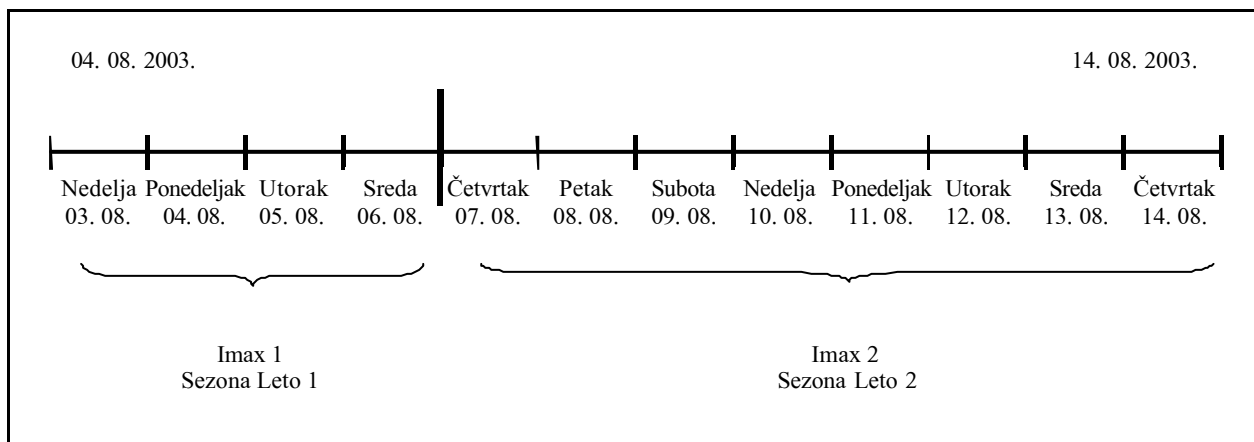 04. 08. 2003. 14. 08. 2003.
Nedelja Ponedeljak Utorak Sreda Četvrtak Petak Subota Nedelja Ponedeljak Utorak Sreda Četvrtak
03. 08. 04. 08. 05. 08. 06. 08. 07. 08. 08. 08. 09. 08. 10. 08. 11. 08. 12. 08. 13. 08. 14. 08.
Imax 1 Imax 2
Sezona Leto 1 Sezona Leto 2